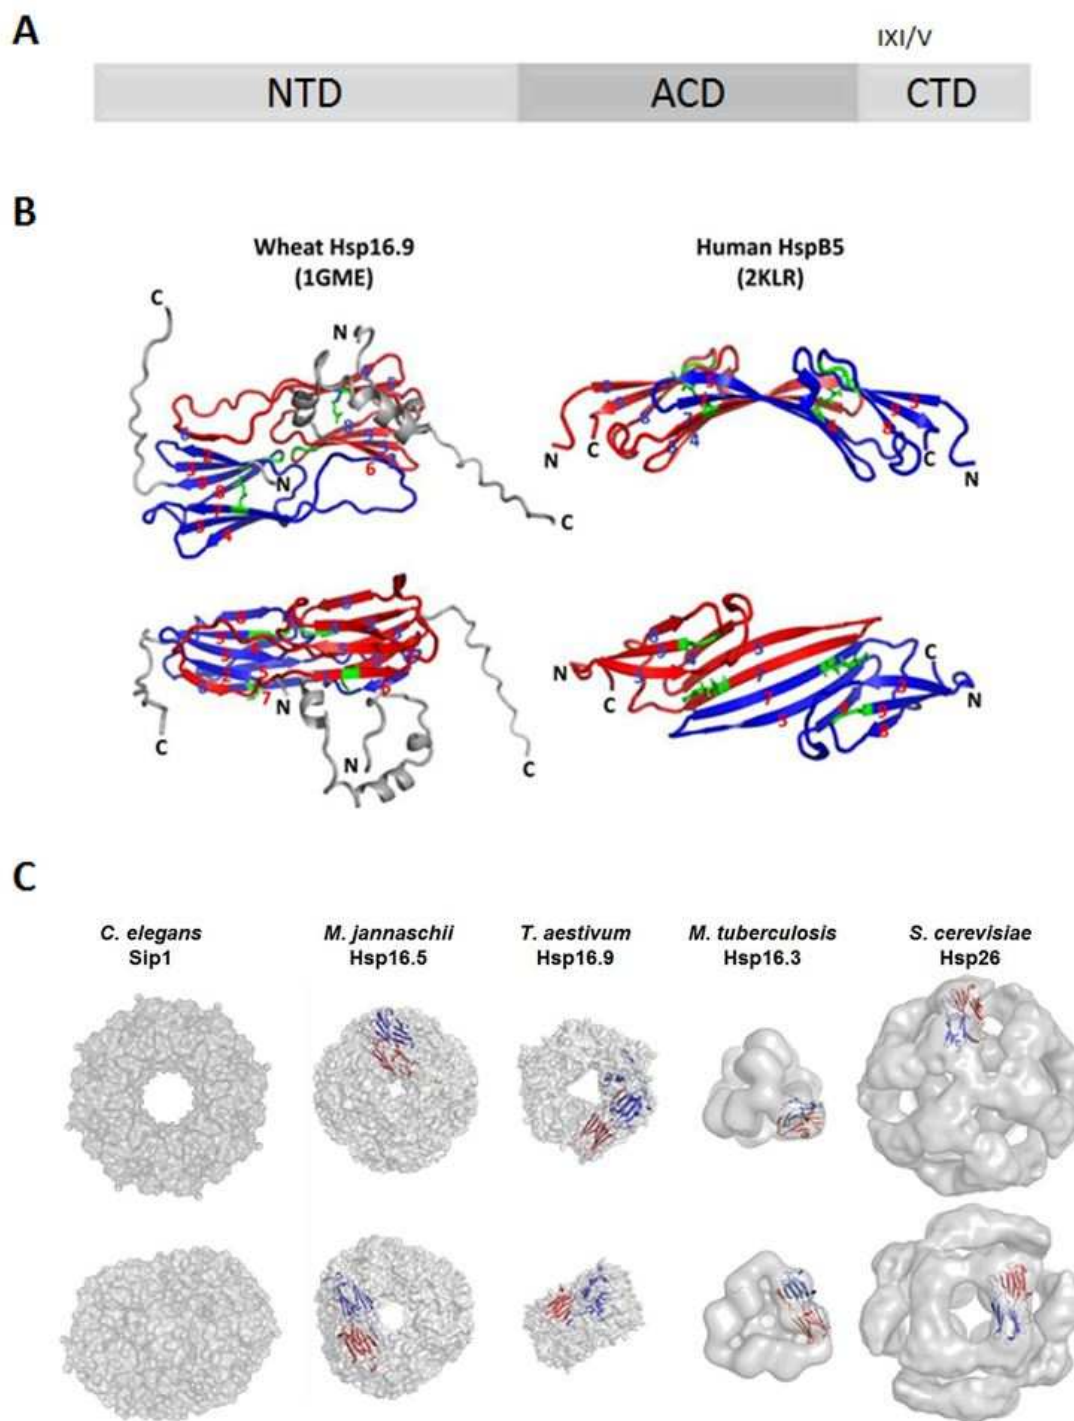 A
IXI/V
NTD ACD CTD
B
Wheat Hsp16.9
(1GME)
Human HspB5
(2KLR)
C
N
N
C
N
C
C
N
6
N
C
N
C
N
C
N
C
N
C
C. elegans
Sip1
M. jannaschii
Hsp16.5
T. aestivum
Hsp16.9
M. tuberculosis
Hsp16.3
S. cerevisiae
Hsp26